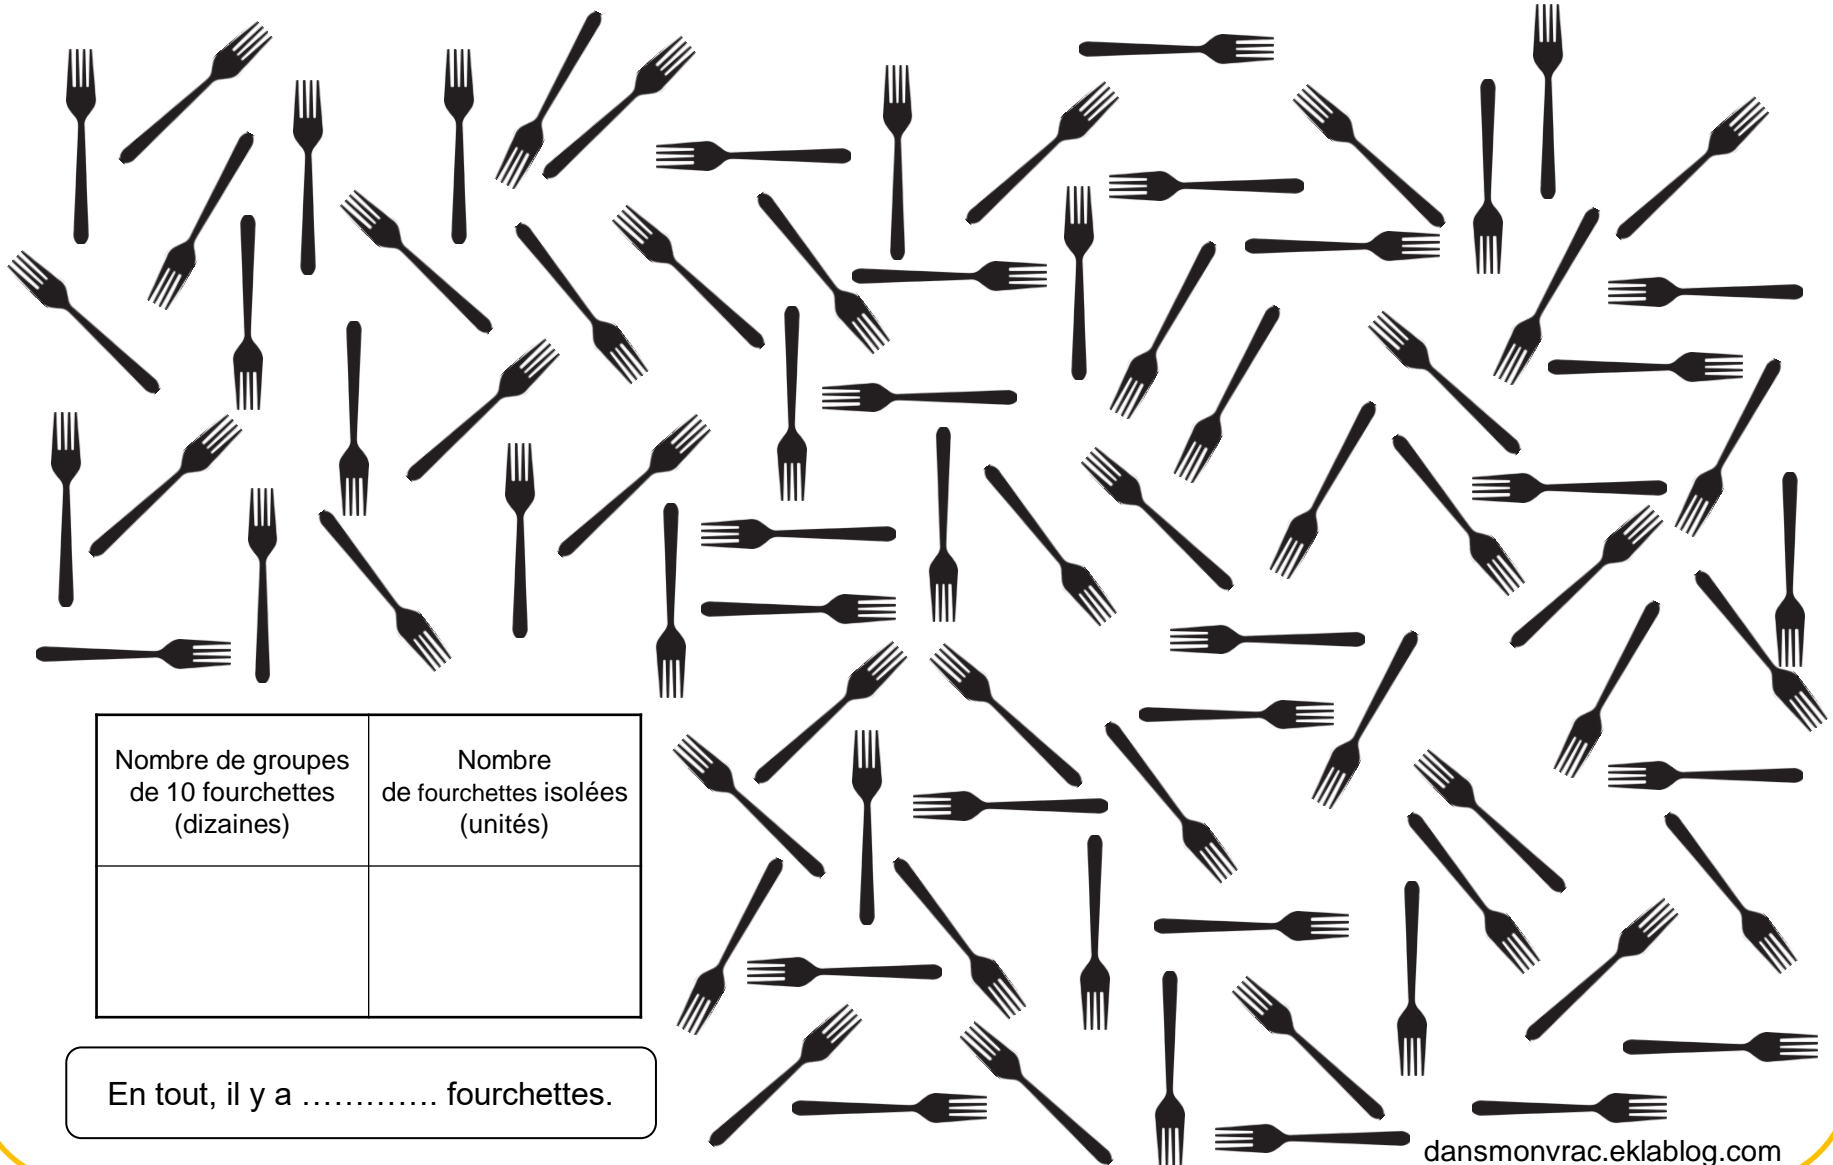 Nombre de groupes
de 10 fourchettes
(dizaines)
Nombre
de fourchettes isolées
(unités)
En tout, il y a …………. fourchettes.
dansmonvrac.eklablog.com